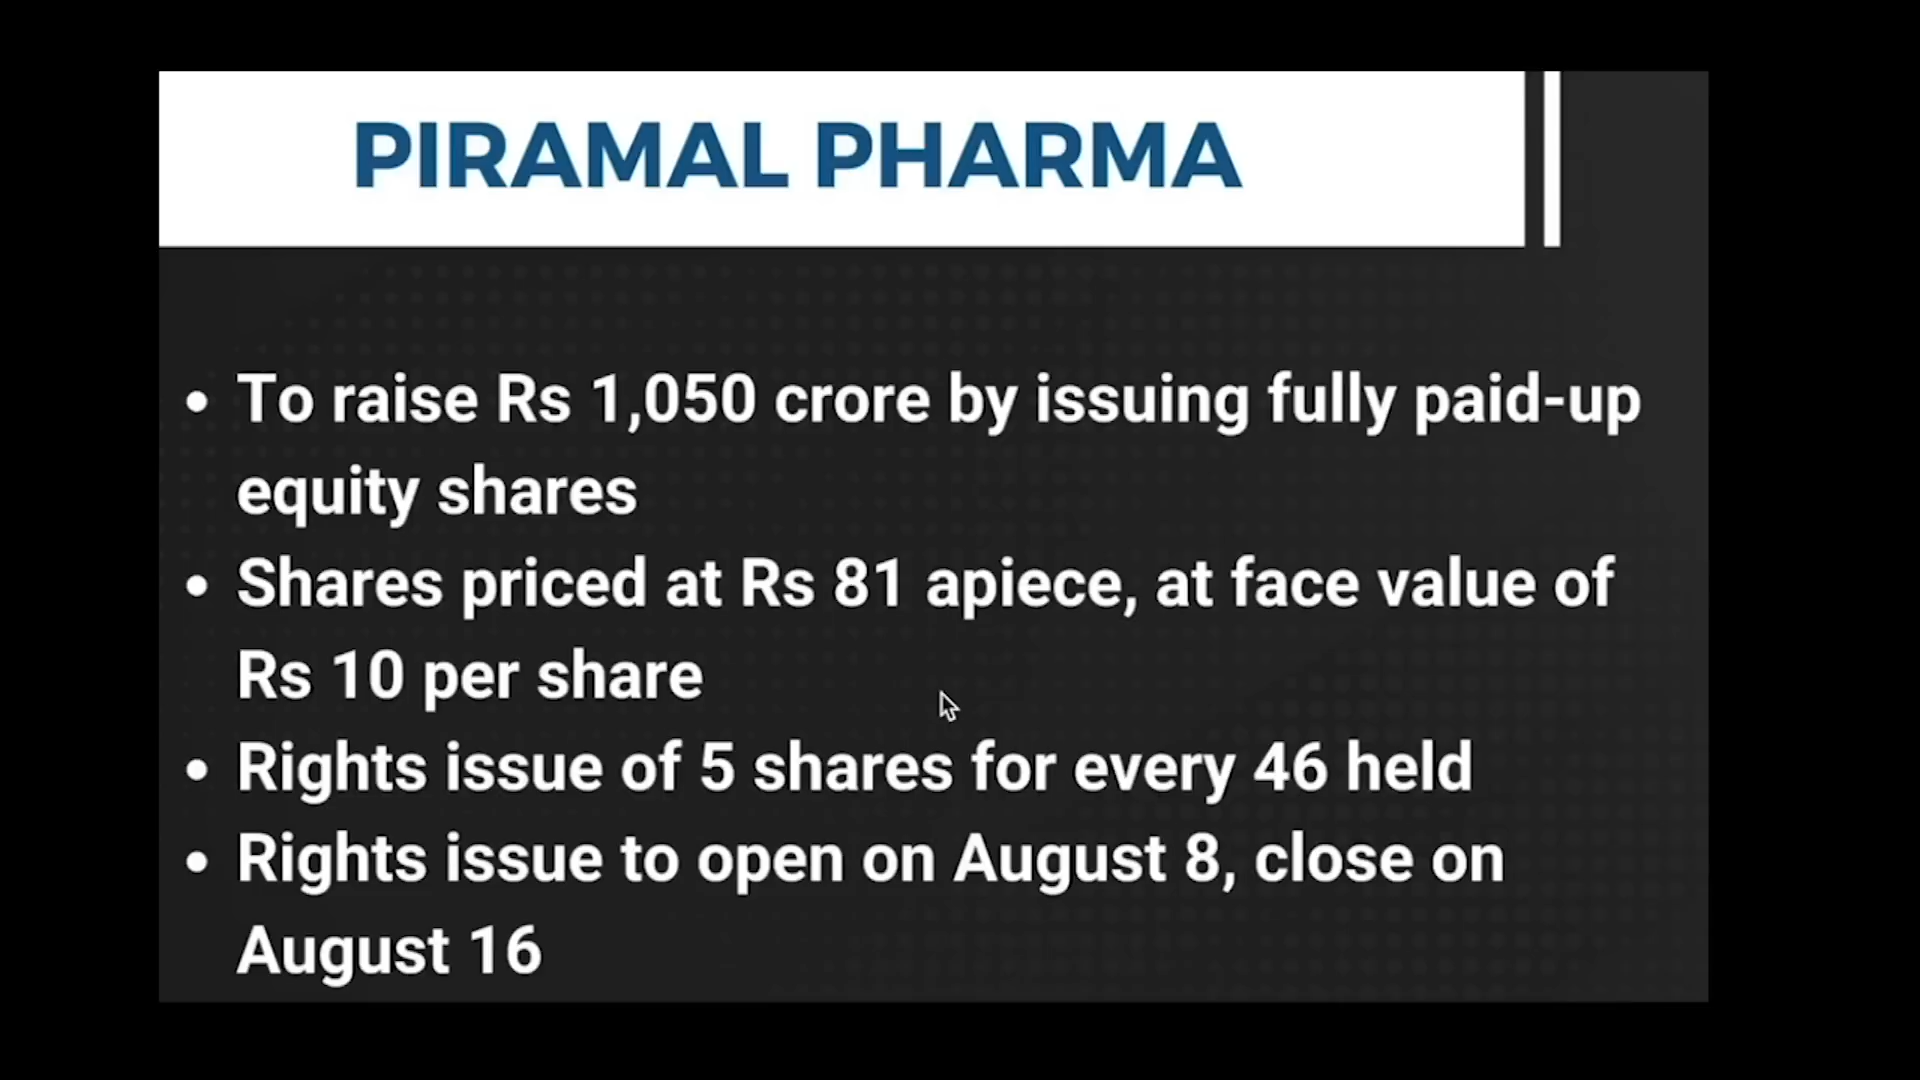 PIRAMAL PHARMA
• To raise Rs 1,050 crore by issuing fully paid-up
equity shares
• Shares priced at Rs 81 apiece, at face value of
Rs 10 per share
• Rights issue of 5 shares for every 46 held
• Rights issue to open on August 8, close on
August 16